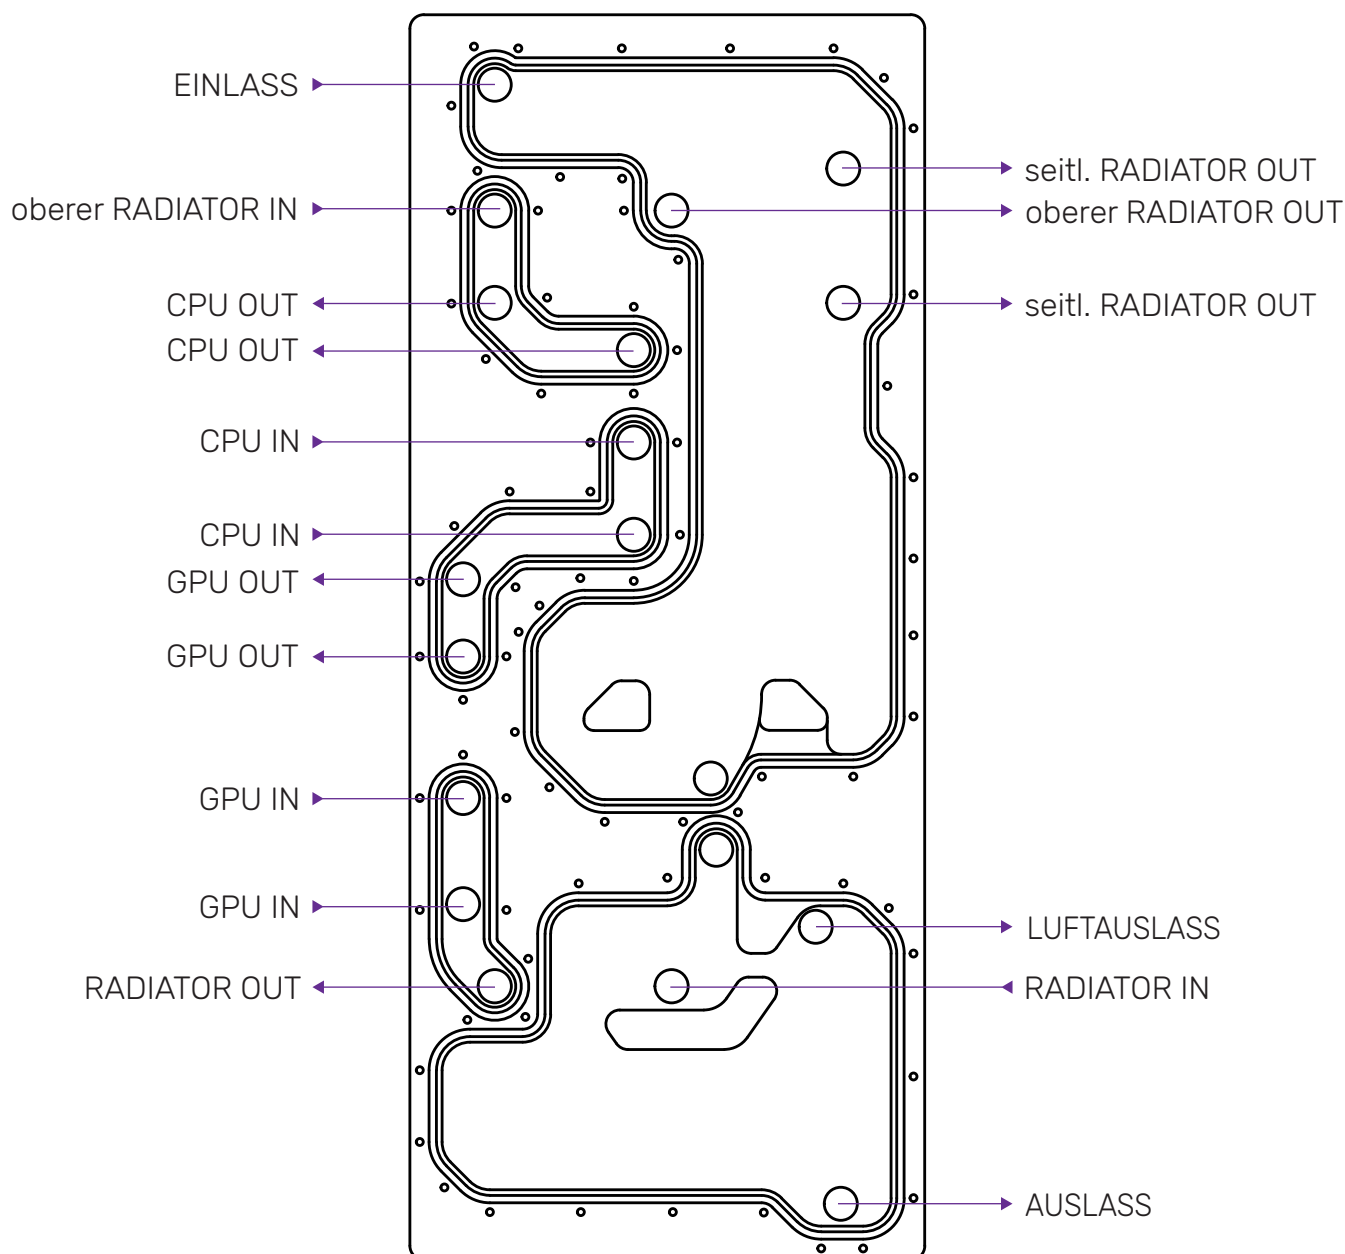 EINLASS
seitl. RADIATOR OUT
oberer RADIATOR IN
oberer RADIATOR OUT
CPU OUT
seitl. RADIATOR OUT
CPU OUT
CPU IN
CPU IN
GPU OUT
GPU OUT
GPU IN
GPU IN
LUFTAUSLASS
RADIATOR OUT
RADIATOR IN
AUSLASS